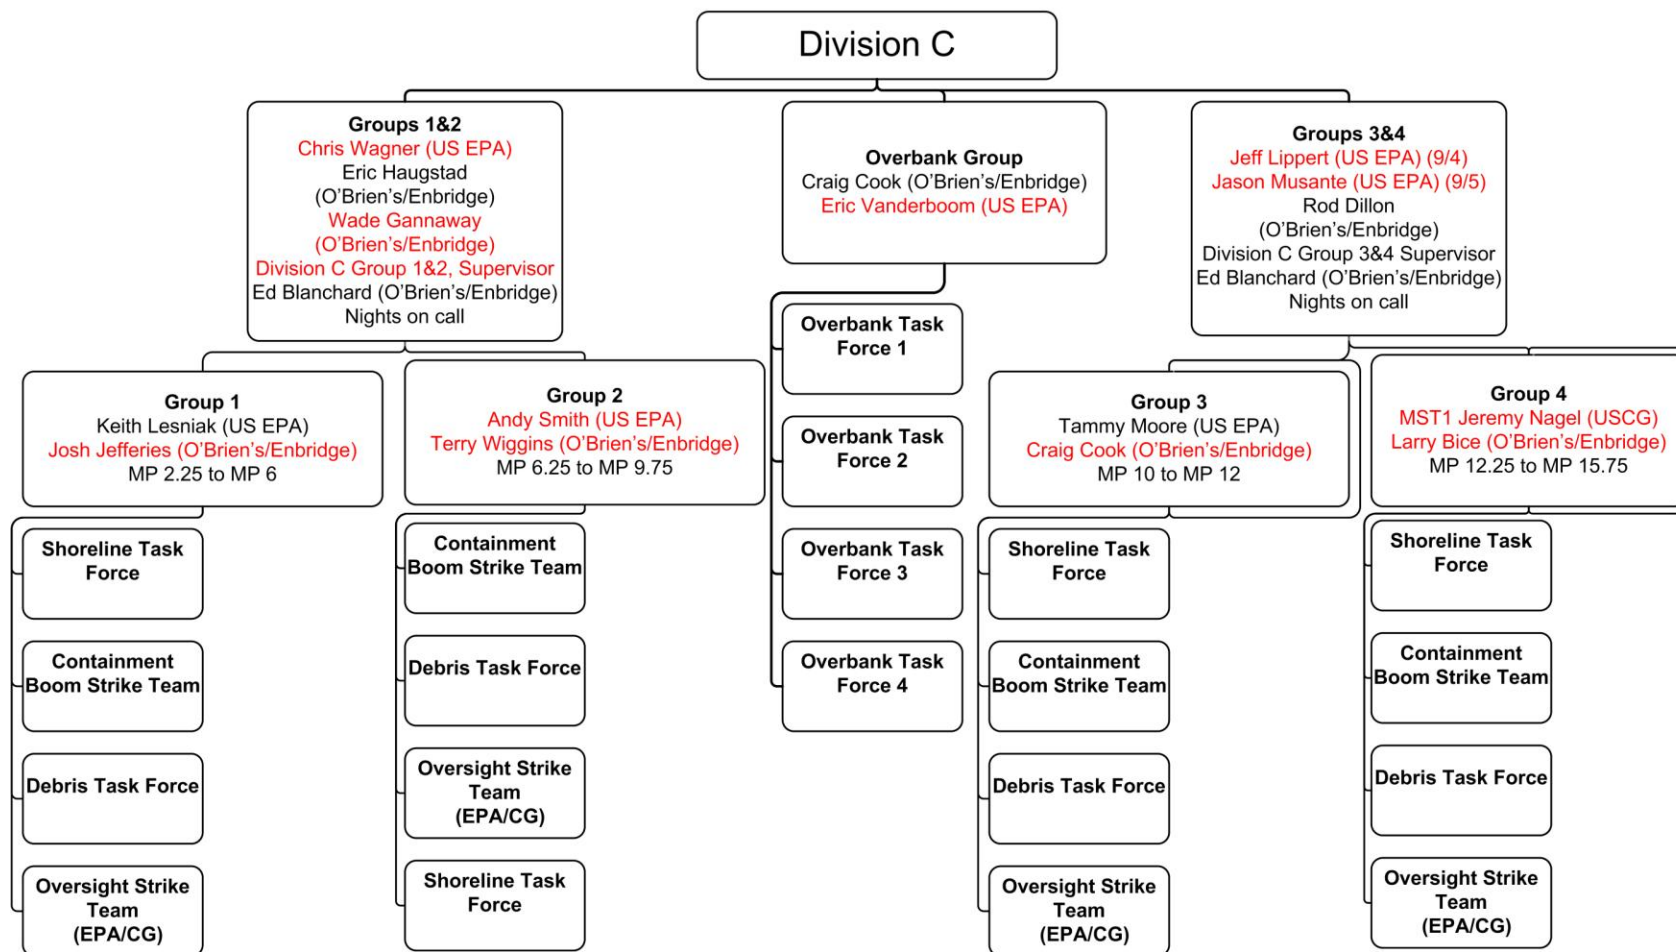 Division C
Groups 1&2
Chris Wagner (US EPA)
Eric Haugstad
(O'Brien's/Enbridge)
Wade Gannaway
(O'Brien's/Enbridge)
Division C Group 1&2, Supervisor
Ed Blanchard (O'Brien's/Enbridge)
Nights on call
Overbank Group
Craig Cook (O'Brien's/Enbridge)
Eric Vanderboom (US EPA)
Groups 3&4
Jeff Lippert (US EPA) (9/4)
Jason Musante (US EPA) (9/5)
Rod Dillon
(O'Brien's/Enbridge)
Division C Group 3&4 Supervisor
Ed Blanchard (O'Brien's/Enbridge)
Nights on call
Group 1
Keith Lesniak (US EPA)
Josh Jefferies (O'Brien's/Enbridge)
MP 2.25 to MP 6
Shoreline Task
Force
Containment
Boom Strike Team
Debris Task Force
Oversight Strike
Team
(EPA/CG)
Group 2
Andy Smith (US EPA)
Terry Wiggins (O'Brien's/Enbridge)
MP 6.25 to MP 9.75
Containment
Boom Strike Team
Debris Task Force
Oversight Strike
Team
(EPA/CG)
Shoreline Task
Force
Overbank Task
Force 1
Overbank Task
Force 2
Overbank Task
Force 3
Overbank Task
Force 4
Group 3
Tammy Moore (US EPA)
Craig Cook (O'Brien's/Enbridge)
MP 10 to MP 12
Shoreline Task
Force
Containment
Boom Strike Team
Debris Task Force
Oversight Strike
Team
(EPA/CG)
Group 4
MST1 Jeremy Nagel (USCG)
Larry Bice (O'Brien's/Enbridge)
MP 12.25 to MP 15.75
Shoreline Task
Force
Containment
Boom Strike Team
Debris Task Force
Oversight Strike
Team
(EPA/CG)